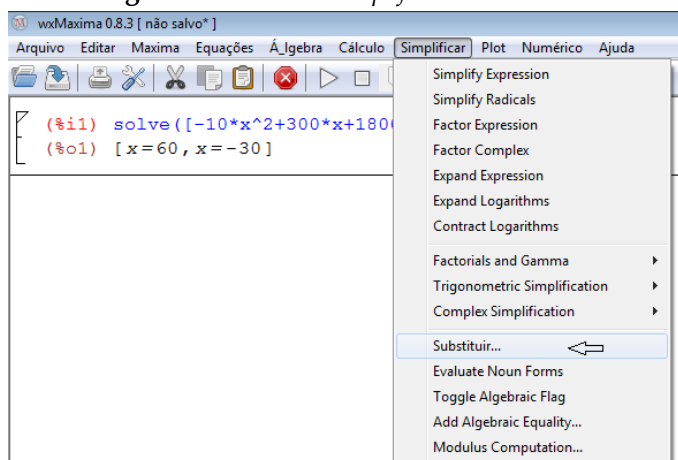 wxMaxima 0.8.3 [ não salvo* ]
Arquivo Editar Maxima Equações Á_lgebra Cálculo Simplificar Plot Numérico Ajuda
(%i1) solve([-10*x^2+300*x+180
(%o1) [x=60,x=-30]
Simplify Expression
Simplify Radicals
Factor Expression
Factor Complex
Expand Expression
Expand Logarithms
Contract Logarithms
Factorials and Gamma
Trigonometric Simplification
Complex Simplification
Substituir...
Evaluate Noun Forms
Toggle Algebraic Flag
Add Algebraic Equality...
Modulus Computation...